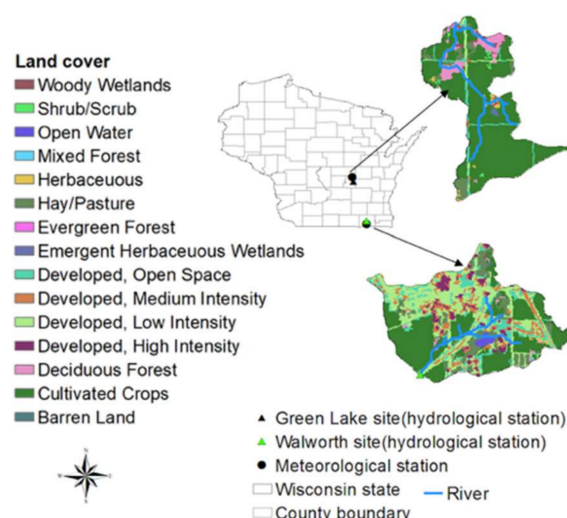 Land cover
Woody Wetlands
Shrub/Scrub
Open Water
Mixed Forest
Herbaceuous
Hay/Pasture
Evergreen Forest
Emergent Herbaceuous Wetlands
Developed, Open Space
Developed, Medium Intensity
Developed, Low Intensity
Developed, High Intensity
Deciduous Forest
Cultivated Crops
Barren Land
Green Lake site(hydrological station)
Walworth site(hydrological station)
Meteorological station
Wisconsin state River
County boundary